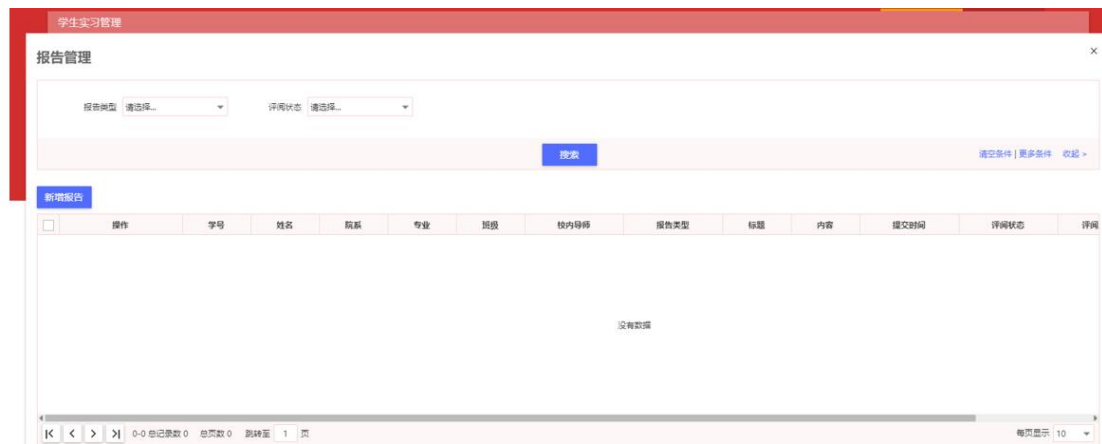 学生实习管理
报告管理
×
报告类型 请选择... 评阅状态 请选择...
搜索
清空条件 | 更多条件 收起 >
新增报告
操作 学号 姓名 院系 专业 班级 校内导师 报告类型 标题 内容 提交时间 评阅状态 评阅
没有数据
0-0 总记录数 0 总页数 0 跳转至 1 页 每页显示 10